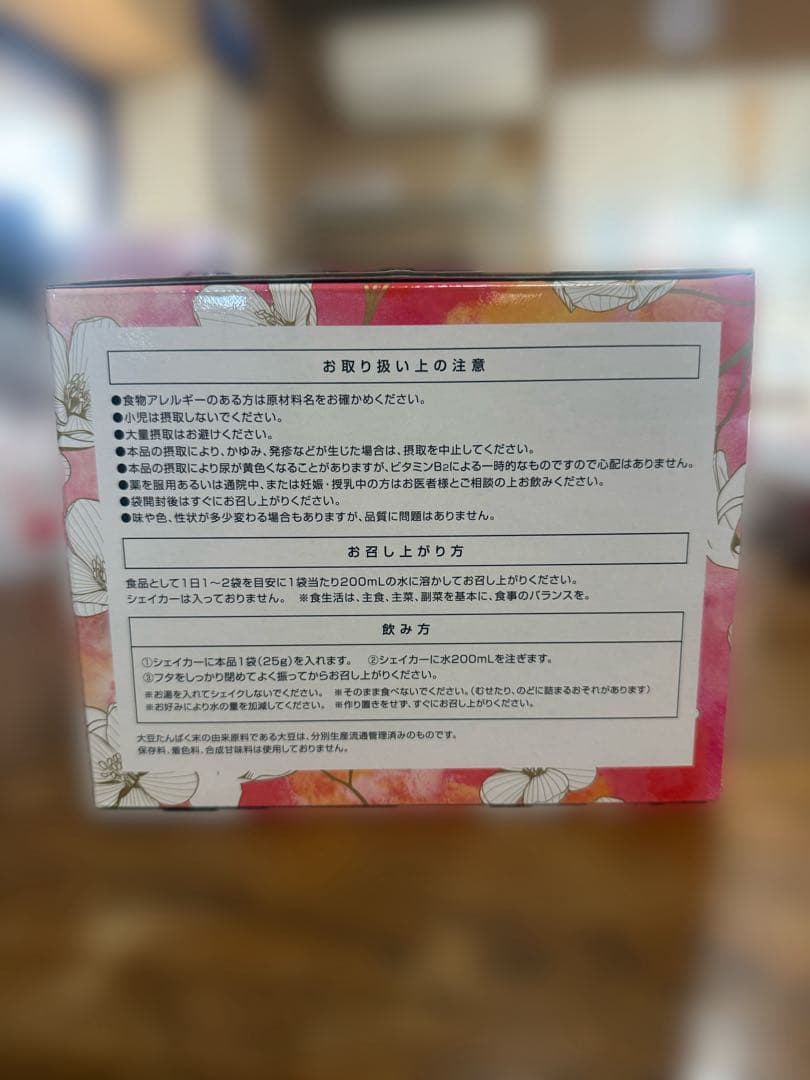 お取り扱い上の注意
●食物アレルギーのある方は原材料名をお確かめください。
●小児は摂取しないでください。
●大量摂取はお避けください。
●本品の摂取により、かゆみ、発疹などが生じた場合は、摂取を中止してください。
●本品の摂取により尿が黄色くなることがありますが、ビタミンB2による一時的なものですので心配はありません。
●薬を服用あるいは通院中、または妊娠・授乳中の方はお医者様とご相談の上お飲みください。
●袋開封後はすぐにお召し上がりください。
●味や色、性状が多少変わる場合もありますが、品質に問題はありません。
お召し上がり方
食品として1日1～2袋を目安に1袋当たり200mLの水に溶かしてお召し上がりください。
シェイカーは入っておりません。 ※食生活は、主食、主菜、副菜を基本に、食事のバランスを。
飲み方
①シェイカーに本品1袋(25g)を入れます。 ②シェイカーに水200mLを注ぎます。
③フタをしっかり閉めてよく振ってからお召し上がりください。
※お湯を入れてシェイクしないでください。 ※そのまま食べないでください。(むせたり、のどに詰まるおそれがあります)
※お好みにより水の量を加減してください。 ※作り置きをせず、すぐにお召し上がりください。
大豆たんぱく末の由来原料である大豆は、分別生産流通管理済みのものです。
保存料、着色料、合成甘味料は使用しておりません。